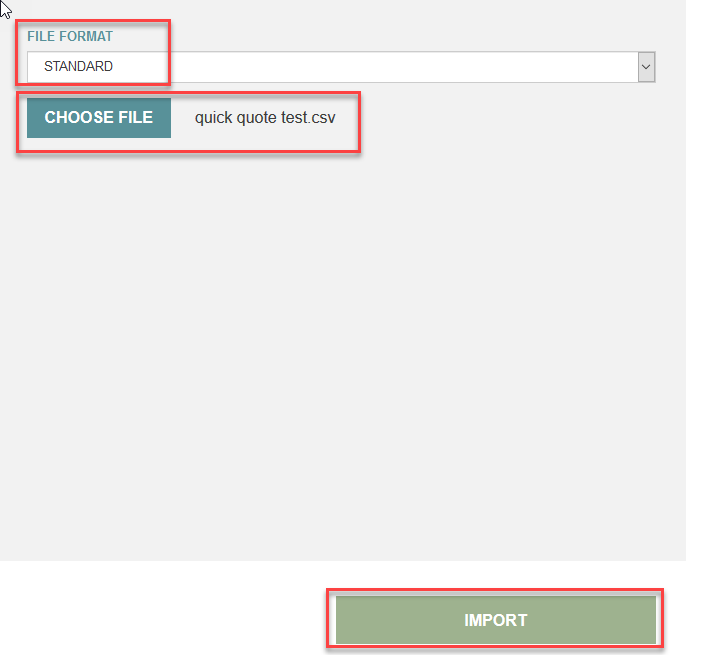 FILE FORMAT
STANDARD
CHOOSE FILE quick quote test.csv
IMPORT